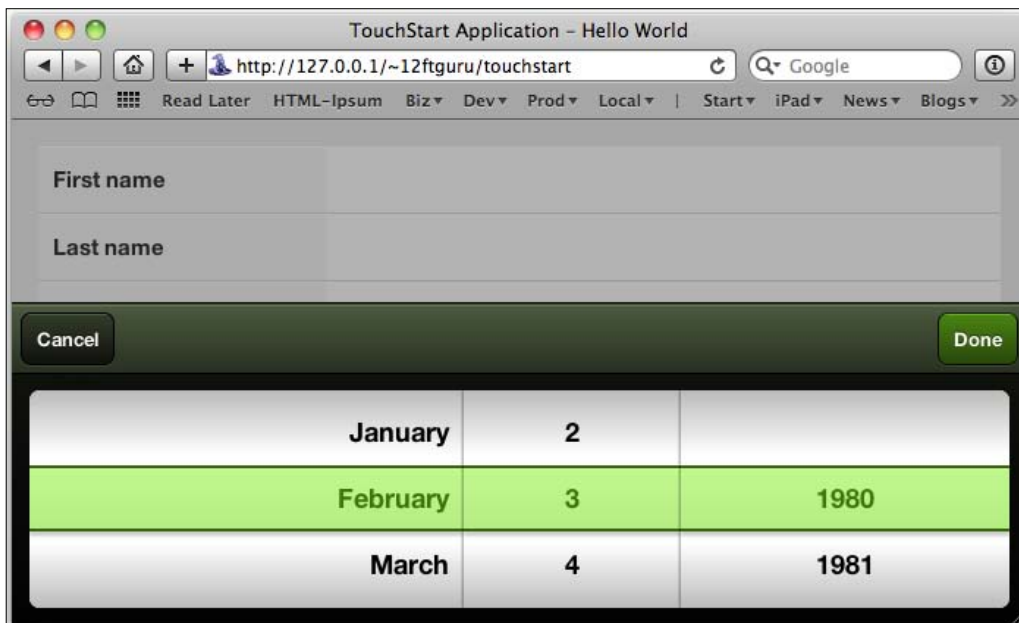 TouchStart Application – Hello World
http://127.0.0.1/~12ftguru/touchstart
Google
Read Later HTML-Ipsum Biz Dev Prod Local | Start iPad News Blogs >>
First name
Last name
Cancel
Done
January 2
February 3 1980
March 4 1981